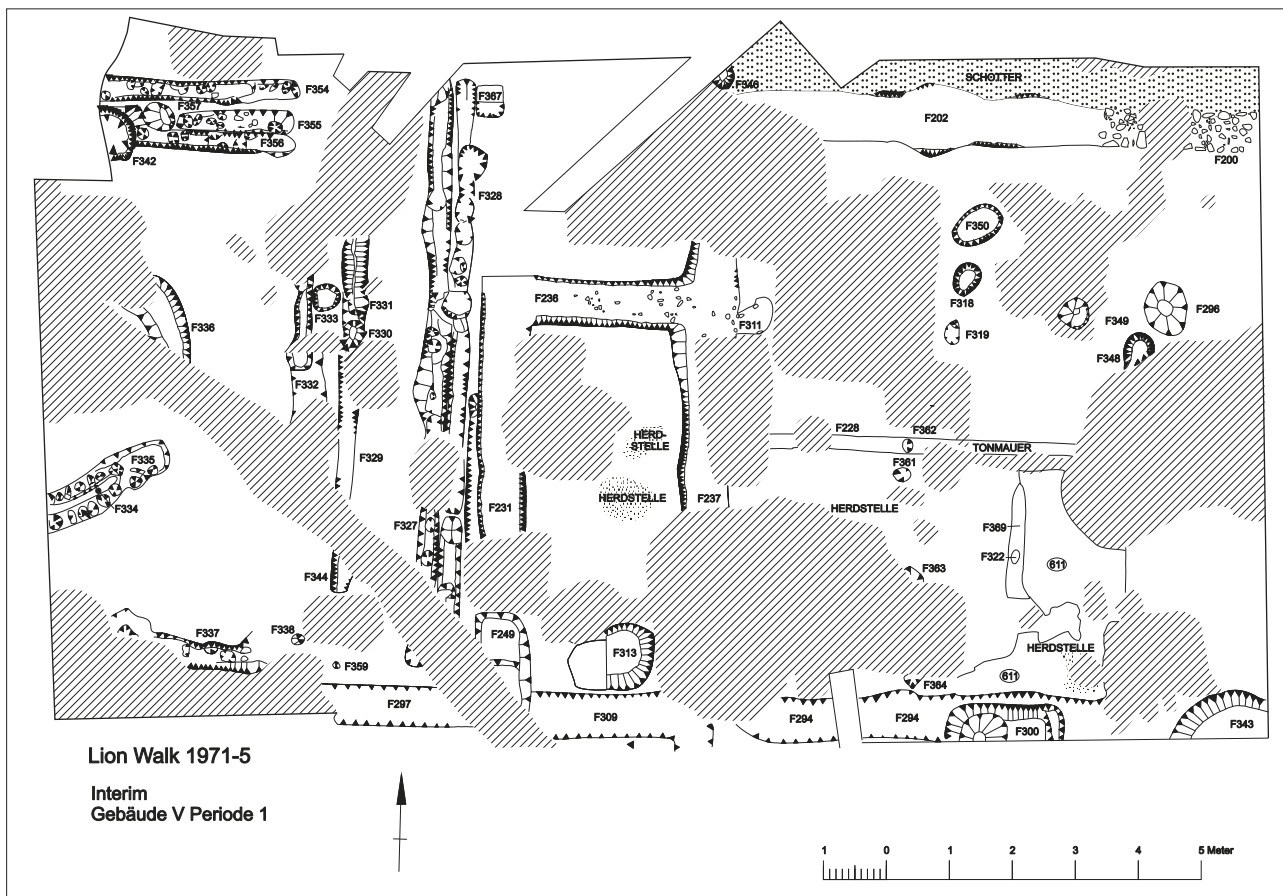 SCHOTTER
F346
F354
F357
F202
F355
F356
F342
F200
F367
F328
F350
F318
F236
F331
F333
F296
F336
F311
F330
F349
F319
F348
F332
F228
F362
HERD-
STELLE
TONMAUER
F329
F361
F335
HERDSTELLE
F237
F231
HERDSTELLE
F334
F327
F369
F322
611
F344
F363
F337
F338
F249
F313
HERDSTELLE
F359
611
F364
F297
F309
F294
F294
F300
F343
Lion Walk 1971-5
Interim
Gebäude V Periode 1
1 0 1 2 3 4 5 Meter